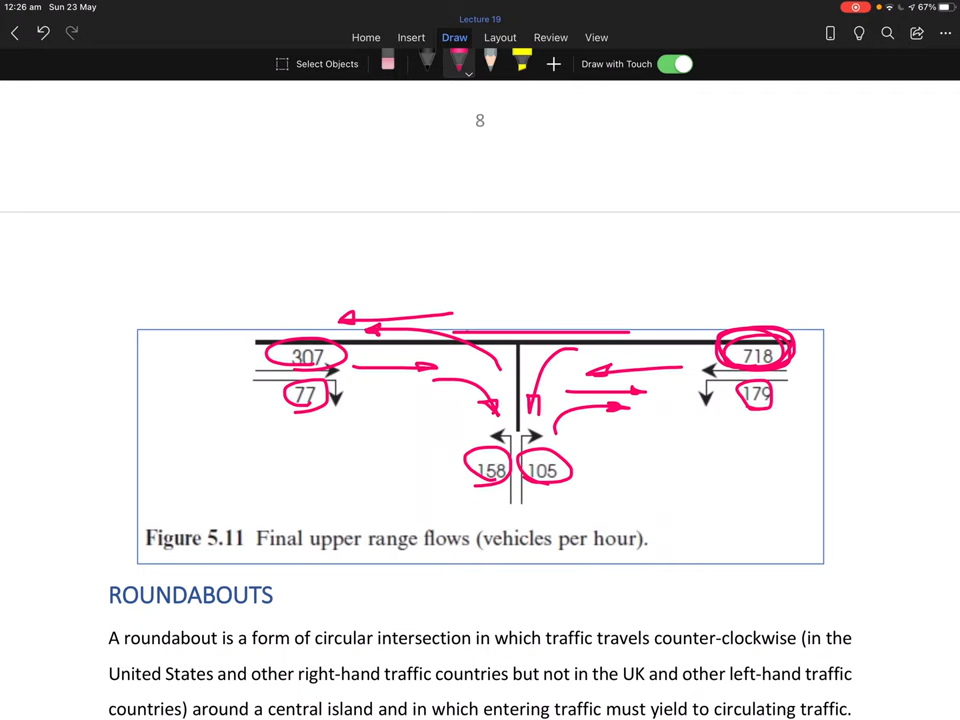 12:26 am Sun 23 May
67%
Lecture 19
Home Insert Draw Layout Review View
Select Objects
Draw with Touch
8
307 718
77 179
158 105
Figure 5.11 Final upper range flows (vehicles per hour).
ROUNDABOUTS
A roundabout is a form of circular intersection in which traffic travels counter-clockwise (in the
United States and other right-hand traffic countries but not in the UK and other left-hand traffic
countries) around a central island and in which entering traffic must yield to circulating traffic.